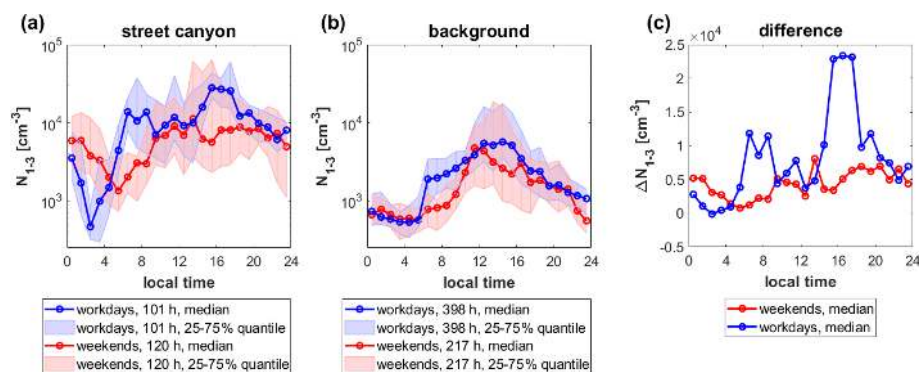 (a) street canyon
10^5
10^4
10^3
N1-3 [cm-3]
0 4 8 12 16 20 24
local time
workdays, 101 h, median
workdays, 101 h, 25-75% quantile
weekends, 120 h, median
weekends, 120 h, 25-75% quantile
(b) background
10^5
10^4
10^3
N1-3 [cm-3]
0 4 8 12 16 20 24
local time
workdays, 398 h, median
workdays, 398 h, 25-75% quantile
weekends, 217 h, median
weekends, 217 h, 25-75% quantile
(c) difference
×10^4
2.5
2.0
1.5
1.0
0.5
0
-0.5
ΔN1-3 [cm-3]
0 4 8 12 16 20 24
local time
weekends, median
workdays, median